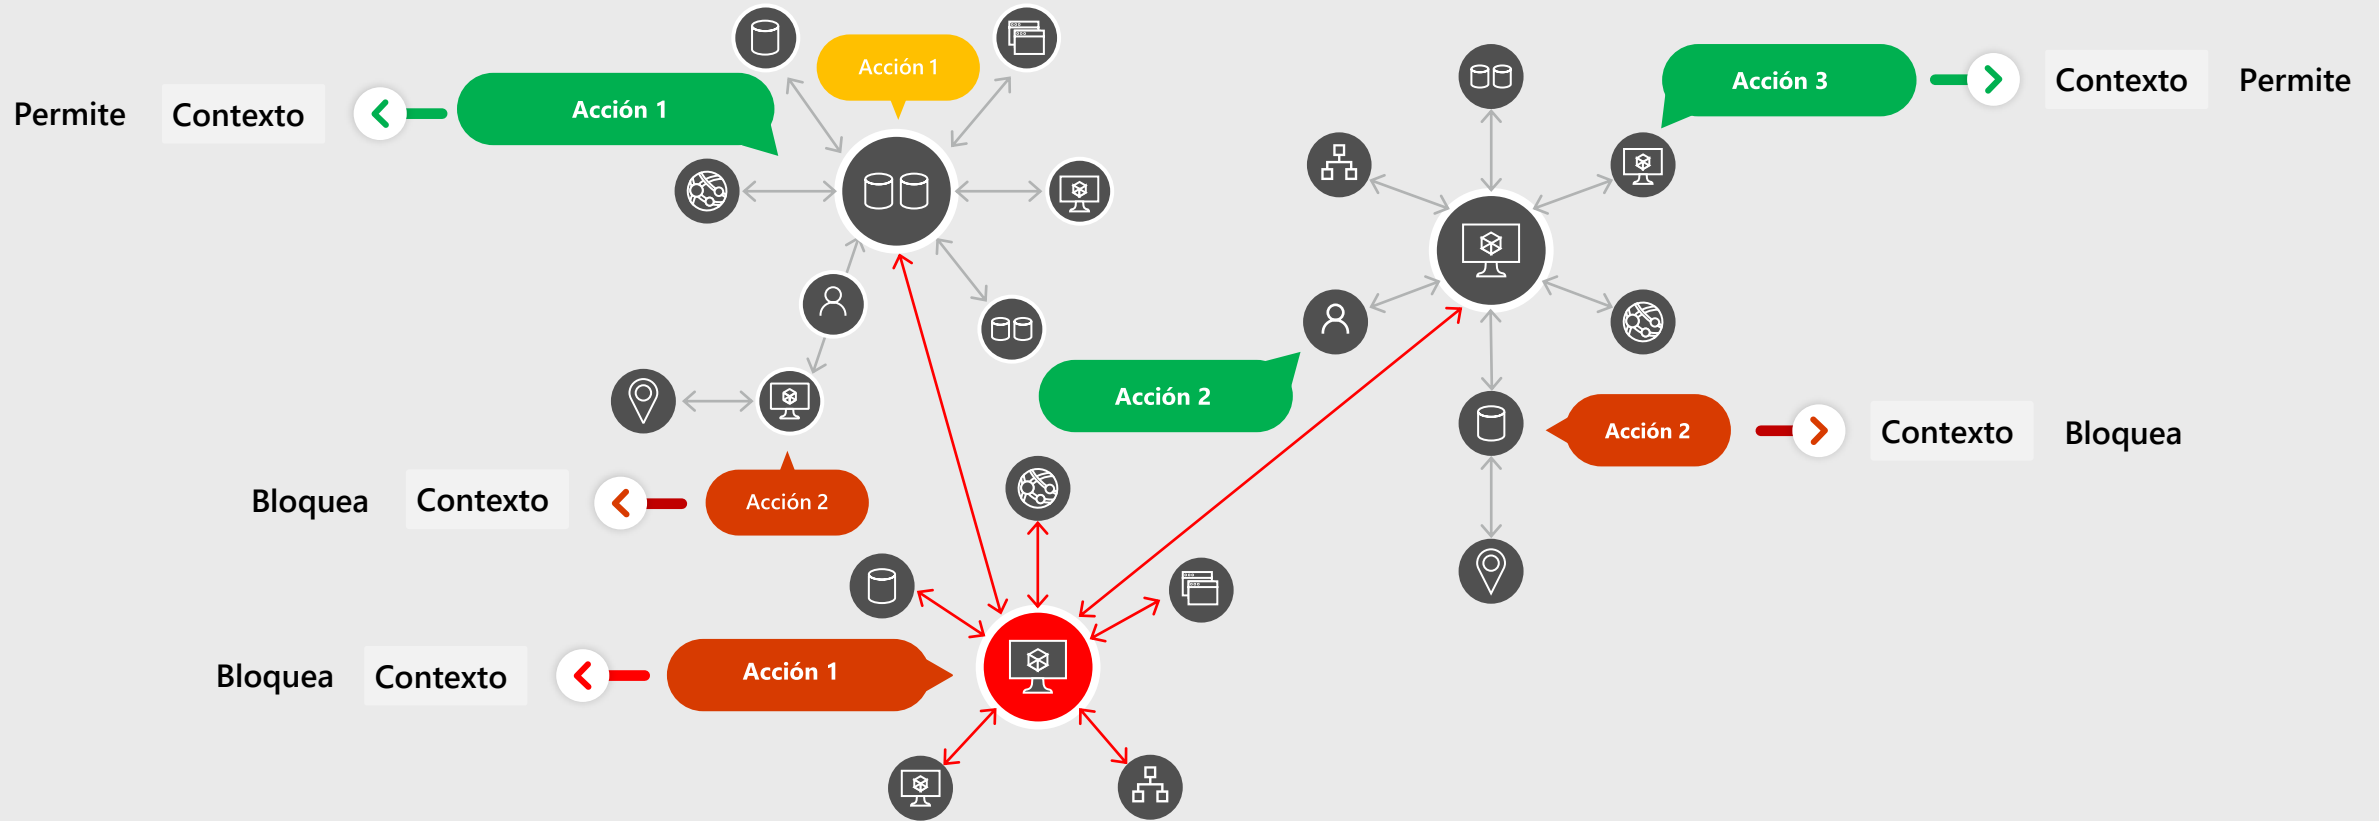 Acción 1
Permite
Contexto
Acción 1
Acción 3
Contexto
Permite
Acción 2
Acción 2
Contexto
Bloquea
Bloquea
Contexto
Acción 2
Bloquea
Contexto
Acción 1